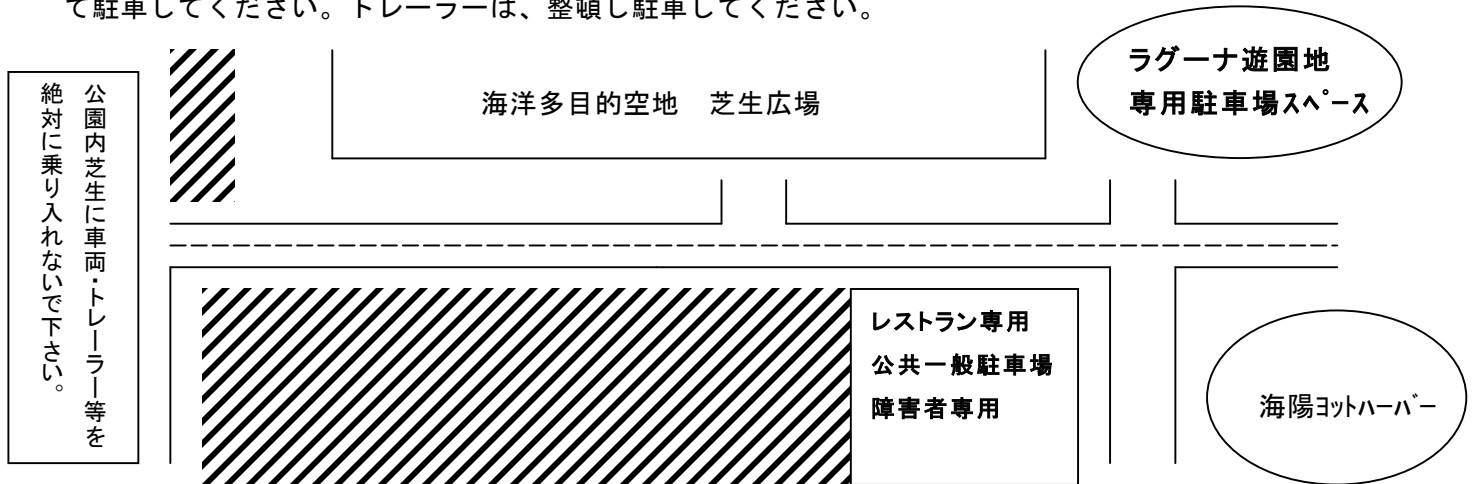 て駐車してください。トレーラーは、整頓し駐車してください。
公園内芝生に車両・トレーラー等を
絶対に乗り入れないで下さい。
海洋多目的空地　芝生広場
ラグーナ遊園地
専用駐車場ｽﾍﾟｰｽ
レストラン専用
公共一般駐車場
障害者専用
海陽ﾖｯﾄﾊｰﾊﾞｰ